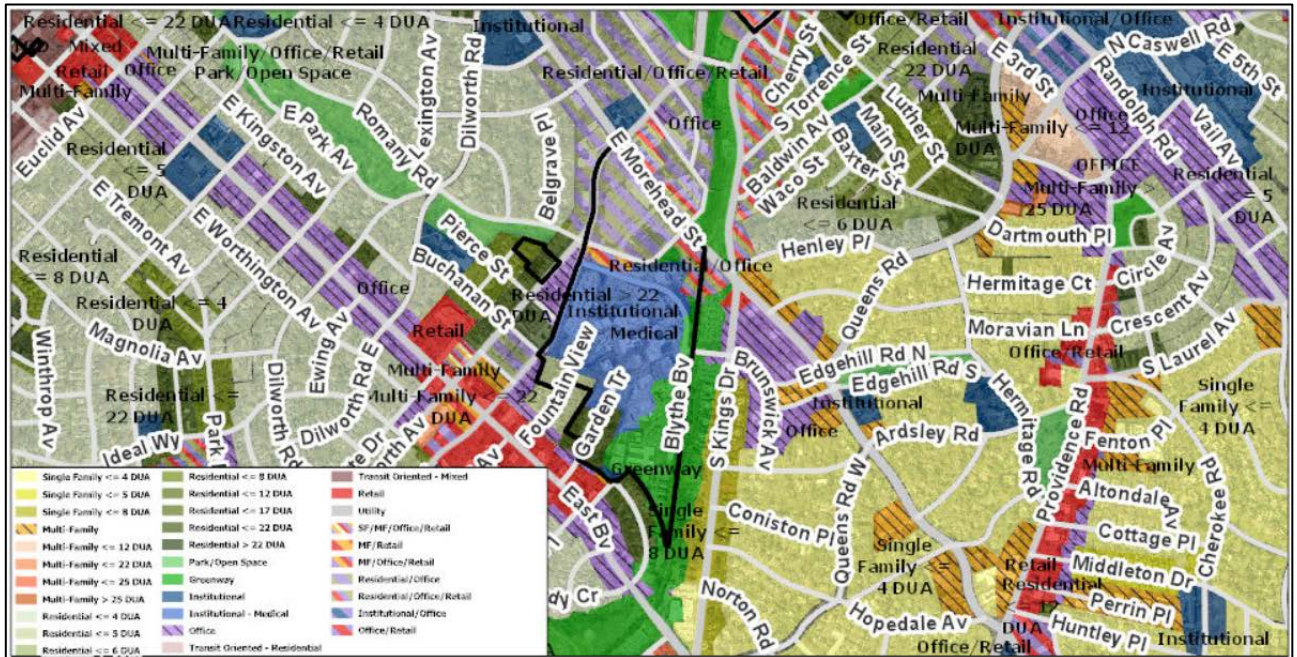 Residential <= 22 DUA
Residential <= 4 DUA
Institutional
Office/Retail
Institutional/Office
- Mixed
Retail
Office
Multi-Family
Multi-Family/Office/Retail
Park/Open Space
Euclid Av
E Kingston Av
E Park Av
Romany Rd
Lexington Av
Dilworth Rd
Belgrave Pl
Residential/Office/Retail
Office
E Morehead St
Cherry St
S Torrence St
Baldwin Av
Waco St
Baxter St
Main St
Luther St
Residential
> 22 DUA
Multi-Family
DUA
Multi-Family <= 12
E 3rd St
N Caswell Rd
E 5th St
Randolph Rd
Vail Av
Institutional
Office
OFFICE
Multi-Family >
25 DUA
Residential
<= 5
DUA
Residential
<= 5
DUA
E Tremont Av
E Worthington Av
Residential
<= 8 DUA
Residential <= 4
DUA
Magnolia Av
Winthrop Av
Ewing Av
Dilworth Rd E
Office
Pierce St
Buchanan St
Retail
Residential > 22
DUA
Institutional
Medical
Residential/Office
Residential
<= 6 DUA
Henley Pl
Queens Rd
Dartmouth Pl
Hermitage Ct
Moravian Ln
Circle Av
Crescent Av
Office/Retail
S Laurel Av
Residential <=
22 DUA
Ideal Wy
Dilworth Rd
Multi-Family
Multi-Family <= 22
DUA
Fountain View
Garden Tr
Blythe Bv
S Kings Dr
Brunswick Av
Edgehill Rd N
Edgehill Rd S
Institutional
Office
Ardsley Rd
Hermitage Rd
Providence Rd
Single
Family <=
4 DUA
Fenton Pl
Multi-Family
Altondale Av
Cottage Pl
Cherokee Rd
Middleton Dr
Perrin Pl
Huntley Pl
Institutional
Greenway
East Bv
Single
Family <=
8 DUA
Coniston Pl
Norton Rd
Queens Rd W
Single
Family <=
4 DUA
Hopedale Av
Retail
Residential
DUA
Office/Retail
Single Family <= 4 DUA
Single Family <= 5 DUA
Single Family <= 8 DUA
Multi-Family
Multi-Family <= 12 DUA
Multi-Family <= 22 DUA
Multi-Family <= 25 DUA
Multi-Family > 25 DUA
Residential <= 4 DUA
Residential <= 5 DUA
Residential <= 6 DUA
Residential <= 8 DUA
Residential <= 12 DUA
Residential <= 17 DUA
Residential <= 22 DUA
Residential > 22 DUA
Park/Open Space
Greenway
Institutional
Institutional - Medical
Office
Transit Oriented - Residential
Transit Oriented - Mixed
Retail
Utility
SF/MF/Office/Retail
MF/Retail
MF/Office/Retail
Residential/Office
Residential/Office/Retail
Institutional/Office
Office/Retail